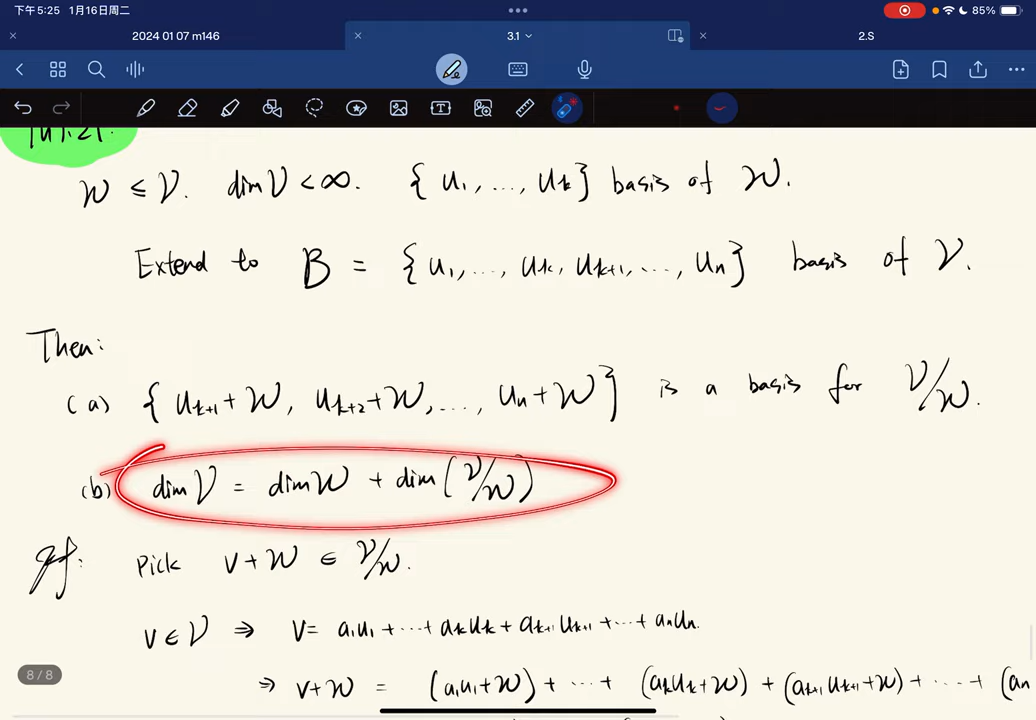 下午5:25 1月16日周二
85%
2024 01 07 m146
3.1
2.S
W ≤ V. dim V < ∞. {u₁, ..., uₖ} basis of W.
Extend to B = {u₁, ..., uₖ, uₖ₊₁, ..., uₙ} basis of V.
Then:
(a) {uₖ₊₁+W, uₖ₊₂+W, ..., uₙ+W} is a basis for V/W.
(b) dim V = dim W + dim (V/W)
pf: Pick v+W ∈ V/W.
v ∈ V ⇒ v = a₁u₁ + ... + aₖuₖ + aₖ₊₁uₖ₊₁ + ... + aₙuₙ.
8/8
⇒ v+W = (a₁u₁+W) + ... + (aₖuₖ+W) + (aₖ₊₁uₖ₊₁+W) + ... + (aₙ